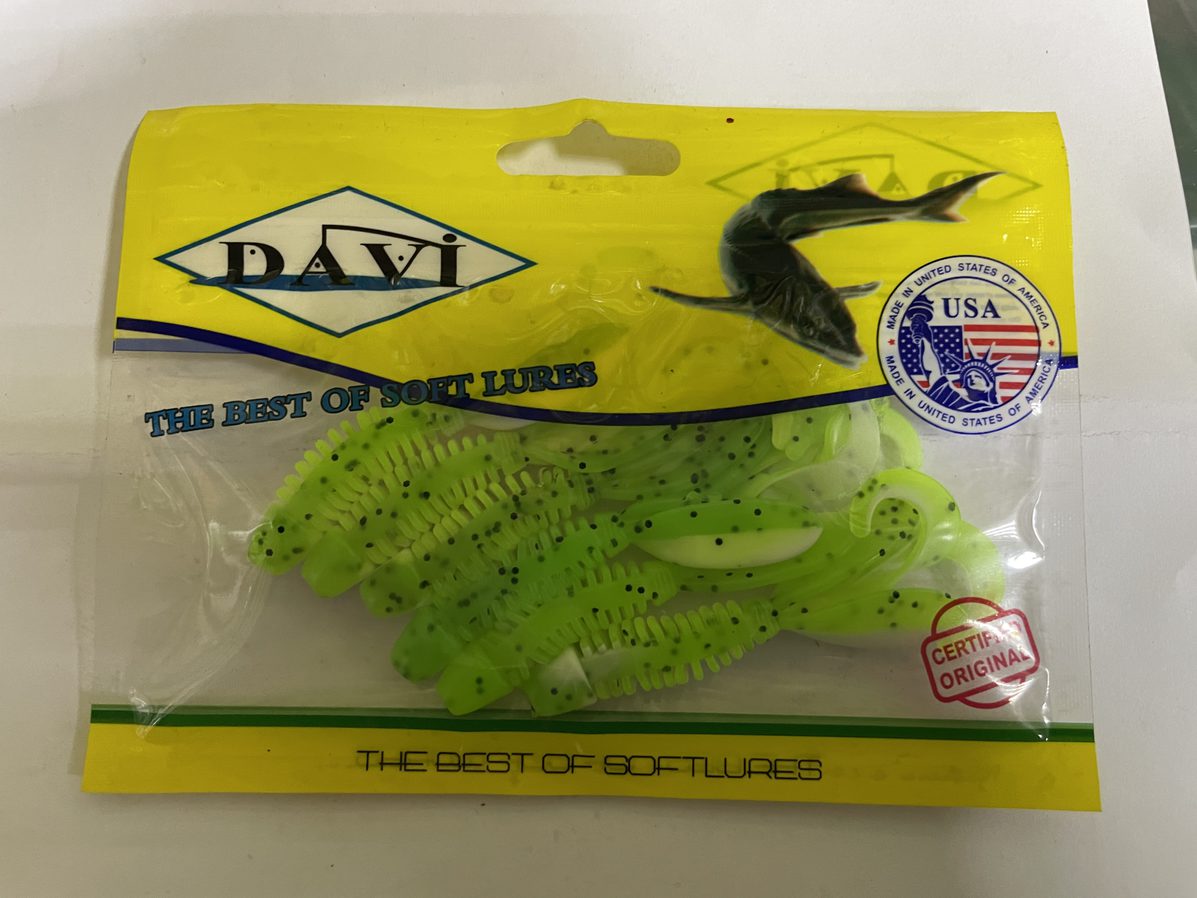 DAVİ
THE BEST OF SOFT LURES
MADE IN UNITED STATES OF AMERICA
USA
MADE IN UNITED STATES OF AMERICA
CERTIFIED
ORIGINAL
THE BEST OF SOFTLURES